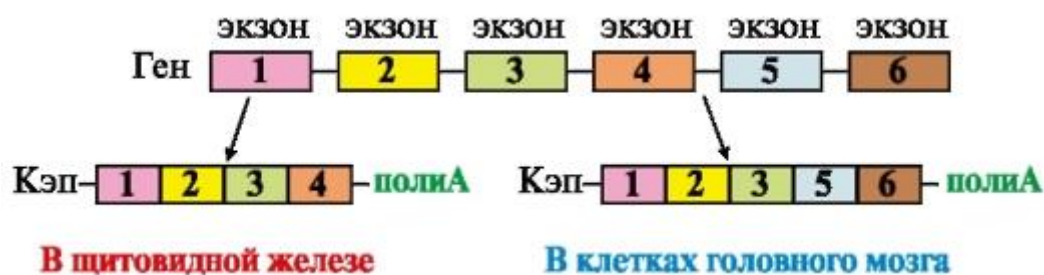 экзон экзон экзон экзон экзон экзон
Ген 1 2 3 4 5 6
Кэп 1 2 3 4 полиА Кэп 1 2 3 5 6 полиА
В щитовидной железе В клетках головного мозга